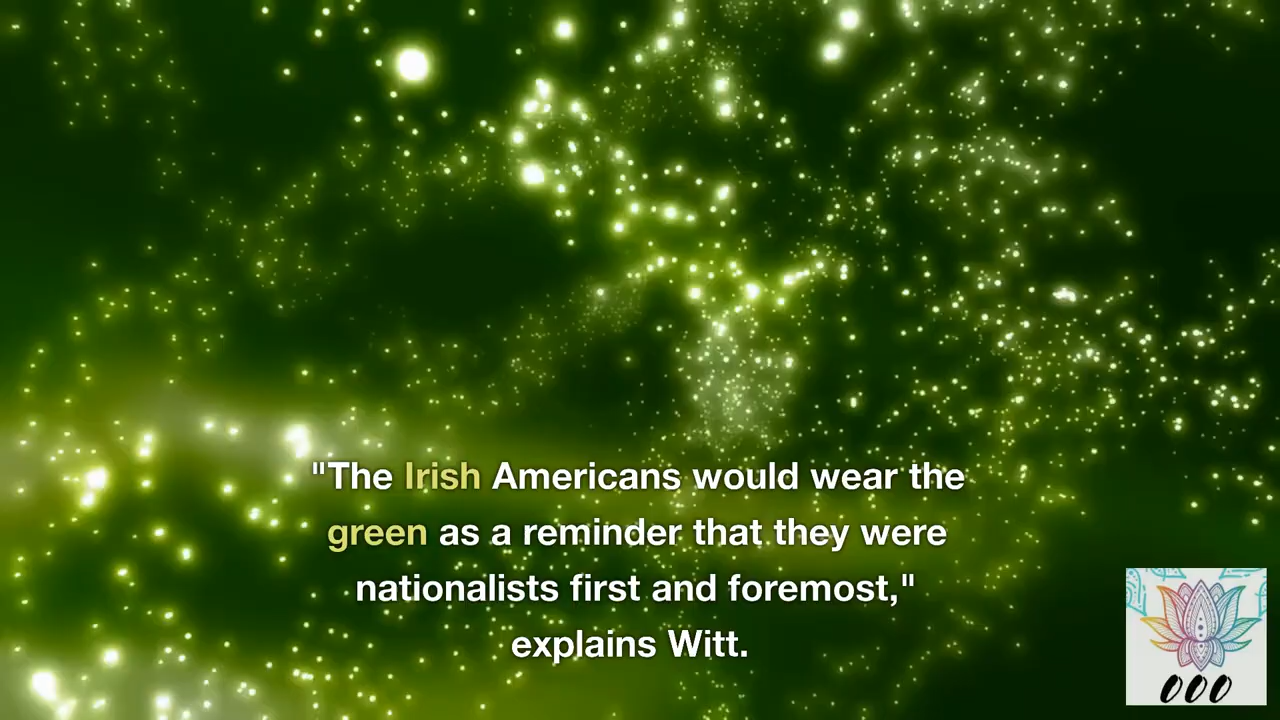 "The Irish Americans would wear the
green as a reminder that they were
nationalists first and foremost,"
explains Witt.
000